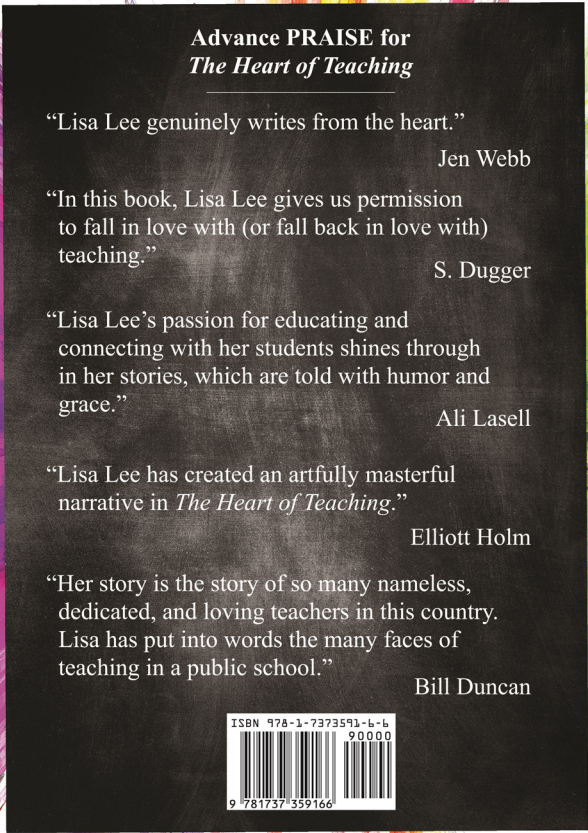 Advance PRAISE for
The Heart of Teaching
“Lisa Lee genuinely writes from the heart.”
Jen Webb
“In this book, Lisa Lee gives us permission
to fall in love with (or fall back in love with)
teaching.”
S. Dugger
“Lisa Lee’s passion for educating and
connecting with her students shines through
in her stories, which are told with humor and
grace.”
Ali Lasell
“Lisa Lee has created an artfully masterful
narrative in The Heart of Teaching.”
Elliott Holm
“Her story is the story of so many nameless,
dedicated, and loving teachers in this country.
Lisa has put into words the many faces of
teaching in a public school.”
Bill Duncan
ISBN 978-1-7373591-6-6
90000
9 781737 359166